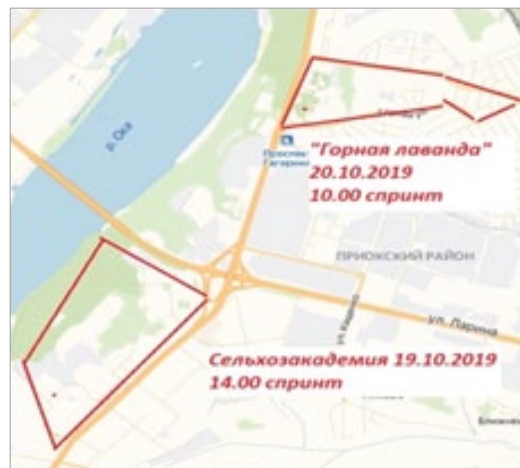 р. Ока
Проспект
Гагарина
"Горная лаванда"
20.10.2019
10.00 спринт
ПРИОКСКИЙ РАЙОН
ул. Ларина
Сельхозакадемия 19.10.2019
14.00 спринт